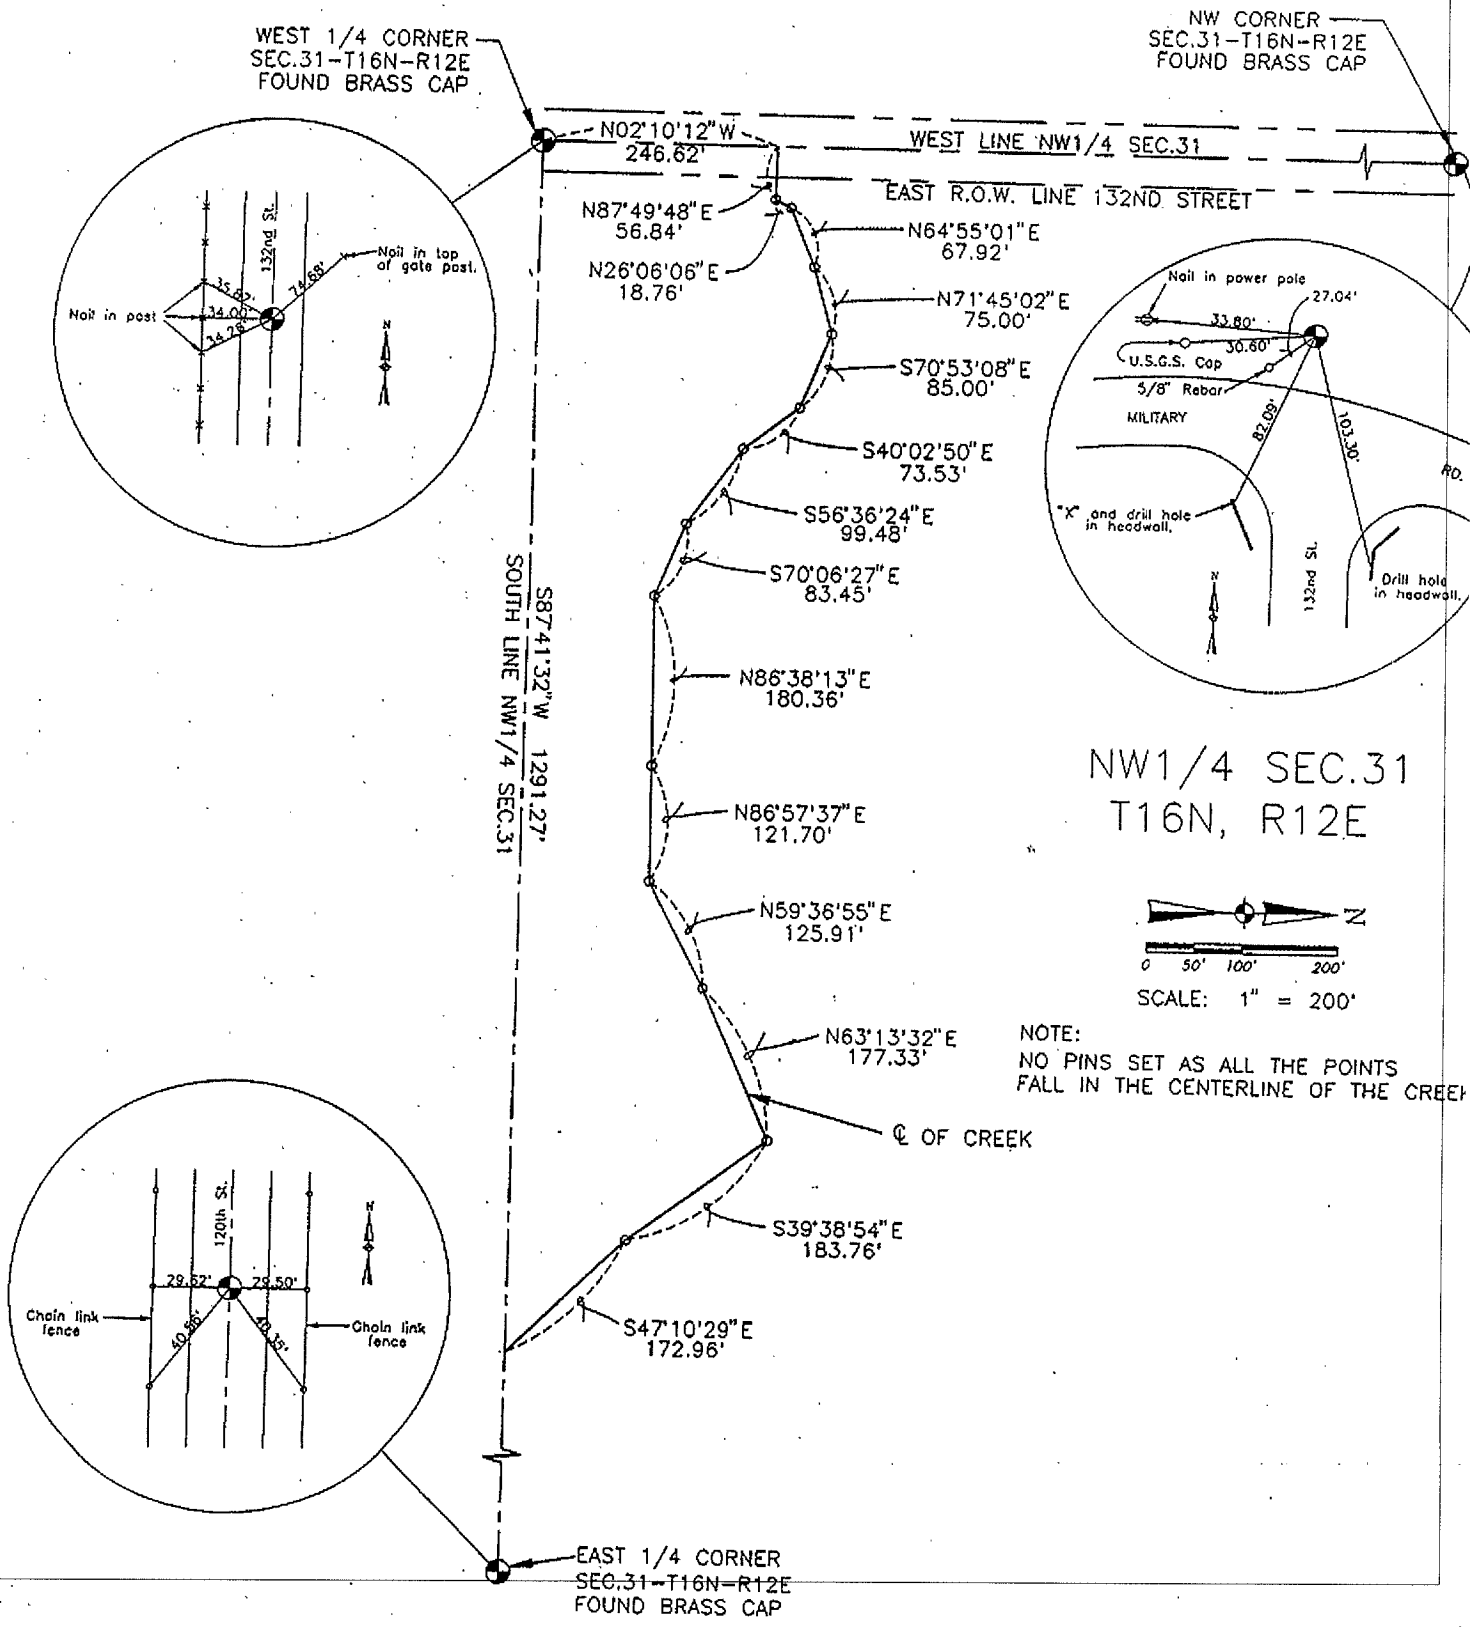 WEST 1/4 CORNER
SEC.31-T16N-R12E
FOUND BRASS CAP
NW CORNER
SEC.31-T16N-R12E
FOUND BRASS CAP
N02°10'12"W
246.62'
WEST LINE NW1/4 SEC.31
EAST R.O.W. LINE 132ND STREET
N87°49'48"E
56.84'
N26°06'06"E
18.76'
N64°55'01"E
67.92'
N71°45'02"E
75.00'
S70°53'08"E
85.00'
S40°02'50"E
73.53'
S56°36'24"E
99.48'
S70°06'27"E
83.45'
N86°38'13"E
180.36'
N86°57'37"E
121.70'
N59°36'55"E
125.91'
N63°13'32"E
177.33'
℄ OF CREEK
S39°38'54"E
183.76'
S47°10'29"E
172.96'
S87°41'32"W 1291.27'
SOUTH LINE NW1/4 SEC.31
132nd St.
Nail in top
of gate post.
Nail in post
35.82'
34.00'
34.28'
74.68'
N
Nail in power pole
27.04'
33.80'
30.60'
U.S.G.S. Cap
5/8" Rebar
MILITARY
RD.
82.09'
103.30'
"X" and drill hole
in headwall.
132nd St.
Drill hole
in headwall.
N
NW1/4 SEC.31
T16N, R12E
N
0 50' 100' 200'
SCALE: 1" = 200'
NOTE:
NO PINS SET AS ALL THE POINTS
FALL IN THE CENTERLINE OF THE CREEK
120th St.
N
29.62'
29.50'
40.56'
40.35'
Chain link
fence
Chain link
fence
EAST 1/4 CORNER
SEC.31-T16N-R12E
FOUND BRASS CAP